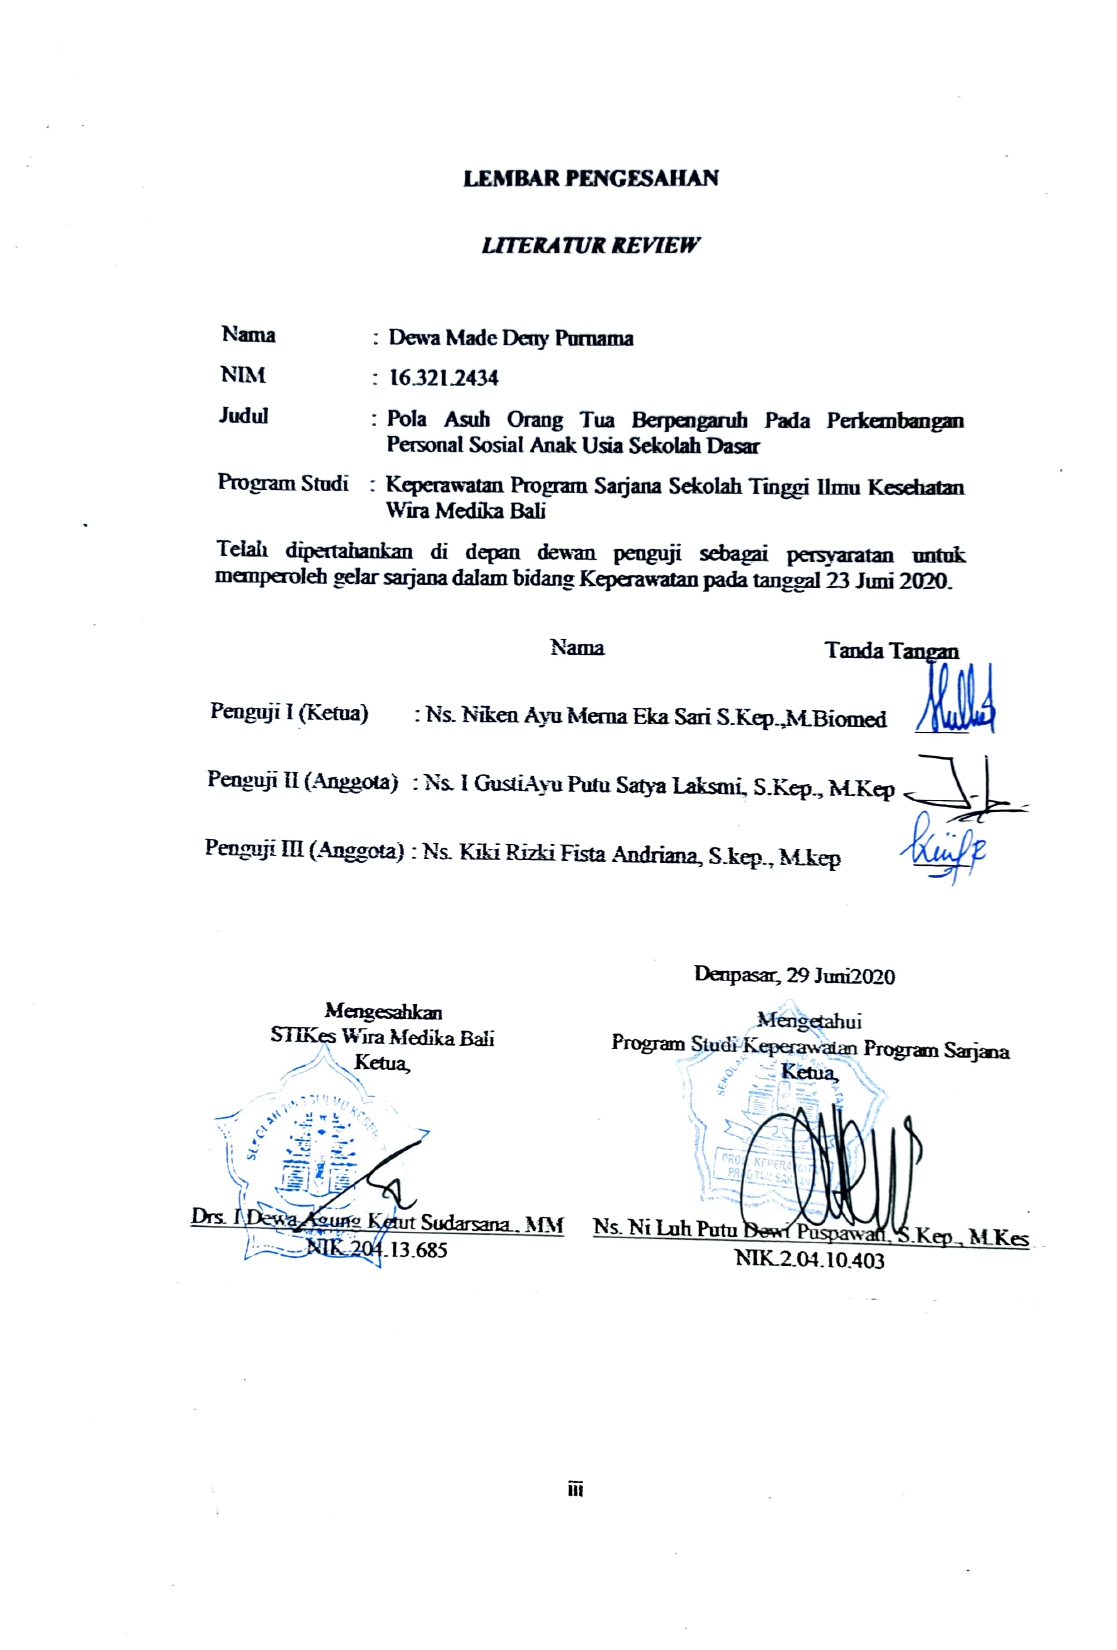 LEMBAR PENGESAHAN
LITERATUR REVIEW
Nama : Dewa Made Deny Purnama
NIM : 16.321.2434
Judul : Pola Asuh Orang Tua Berpengaruh Pada Perkembangan
Personal Sosial Anak Usia Sekolah Dasar
Program Studi : Keperawatan Program Sarjana Sekolah Tinggi Ilmu Kesehatan
Wira Medika Bali
Telah dipertahankan di depan dewan penguji sebagai persyaratan untuk
memperoleh gelar sarjana dalam bidang Keperawatan pada tanggal 23 Juni 2020.
Nama Tanda Tangan
Penguji I (Ketua) : Ns. Niken Ayu Merna Eka Sari S.Kep.,M.Biomed
Penguji II (Anggota) : Ns. I GustiAyu Putu Satya Laksmi, S.Kep., M.Kep
Penguji III (Anggota) : Ns. Kiki Rizki Fista Andriana, S.kep., M.kep
Denpasar, 29 Juni2020
Mengesahkan
STIKes Wira Medika Bali
Ketua,
SEKOLAH TINGGI ILMU
Drs. I Dewa Agung Ketut Sudarsana., MM
NIK.204.13.685
Mengetahui
Program Studi Keperawatan Program Sarjana
Ketua,
PROGRAM SARJANA
Ns. Ni Luh Putu Dewi Puspawati, S.Kep., M.Kes
NIK.2.04.10.403
iii